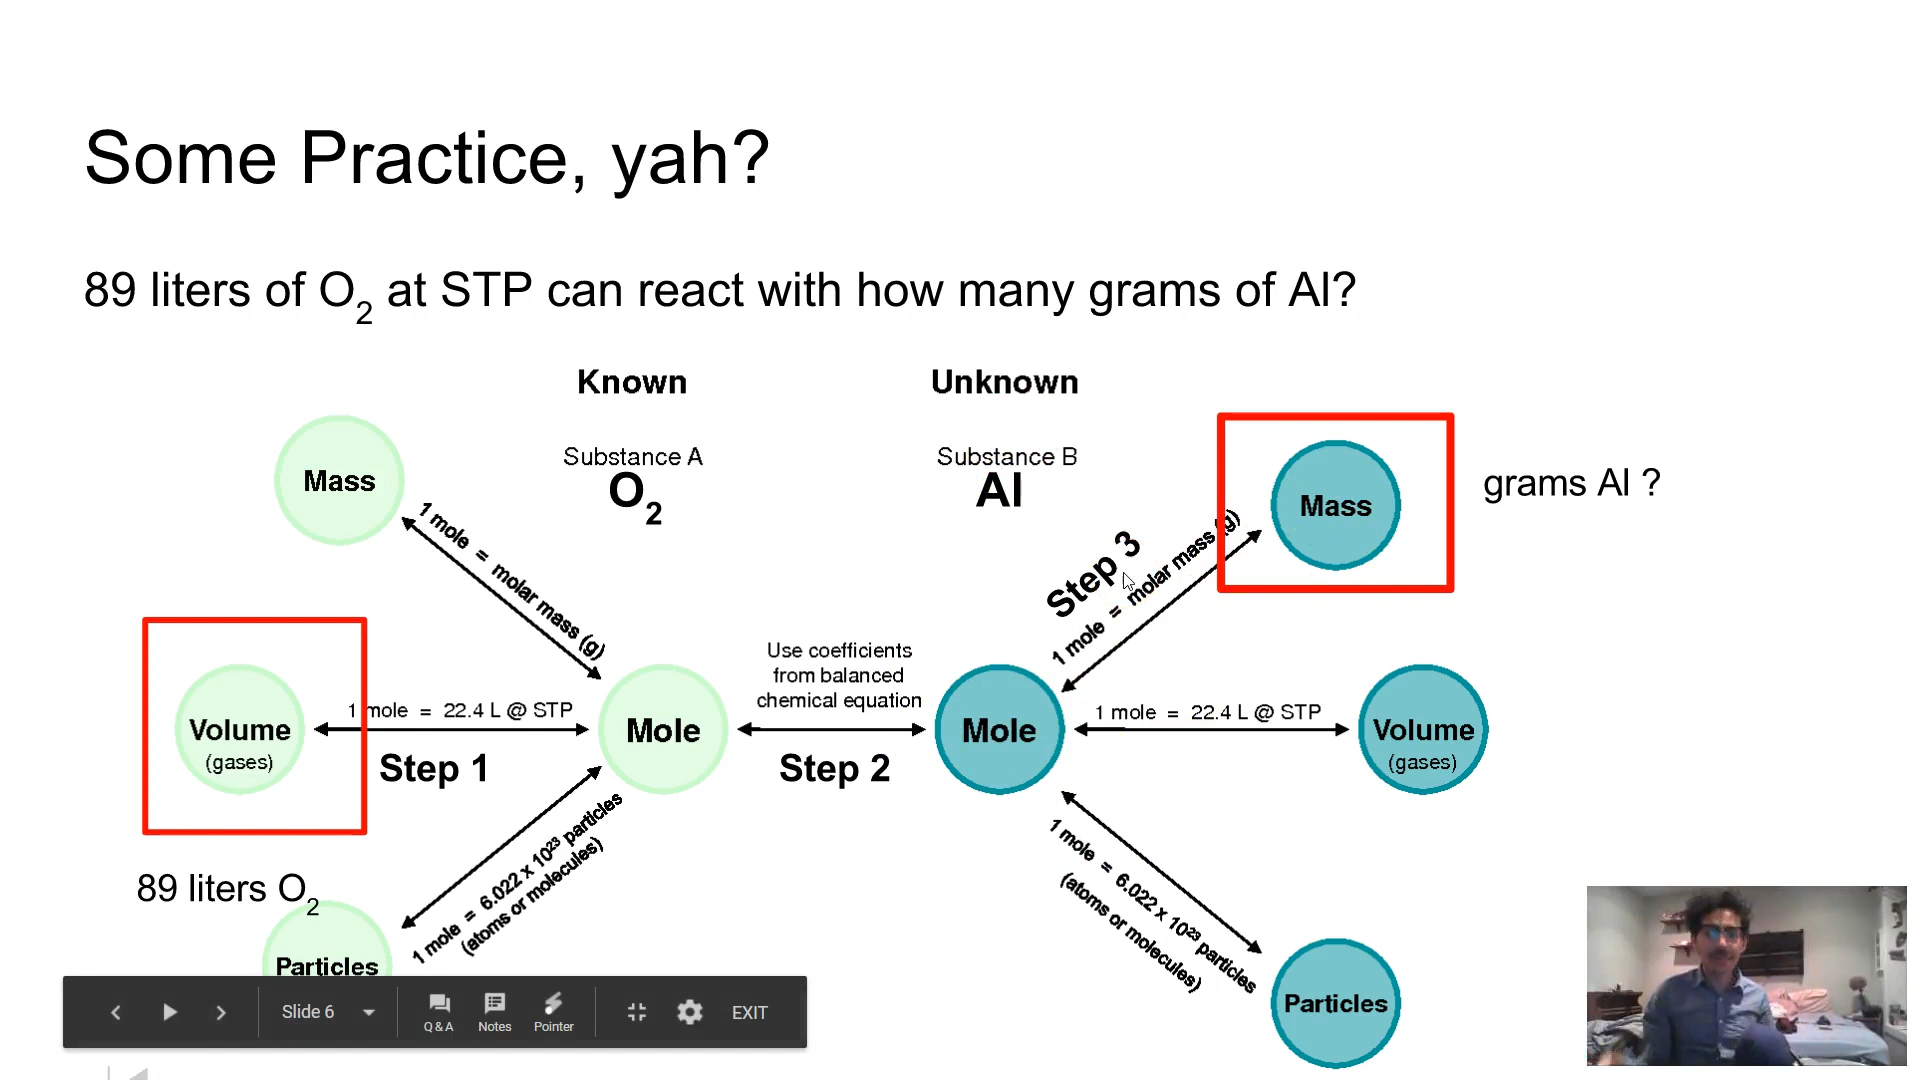 Some Practice, yah?
89 liters of O2 at STP can react with how many grams of Al?
Known
Unknown
Substance A
O2
Substance B
Al
Mass
1 mole = molar mass (g)
Step 3
1 mole = molar mass (g)
Mass
grams Al ?
Volume
(gases)
1 mole = 22.4 L @ STP
Step 1
Mole
Use coefficients
from balanced
chemical equation
Step 2
Mole
1 mole = 22.4 L @ STP
Volume
(gases)
89 liters O2
1 mole = 6.022 x 10²³ particles
(atoms or molecules)
Particles
1 mole = 6.022 x 10²³ particles
(atoms or molecules)
Particles
Slide 6
Q&A
Notes
Pointer
EXIT